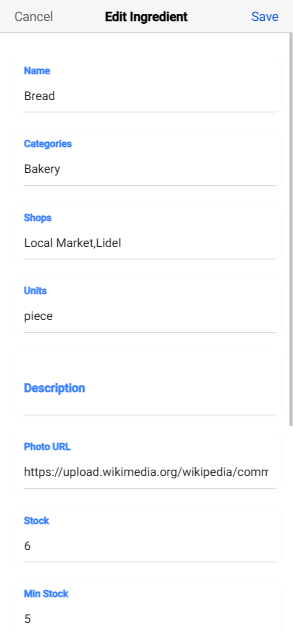 Cancel Edit Ingredient Save
Name
Bread
Categories
Bakery
Shops
Local Market,Lidel
Units
piece
Description
Photo URL
https://upload.wikimedia.org/wikipedia/comm
Stock
6
Min Stock
5